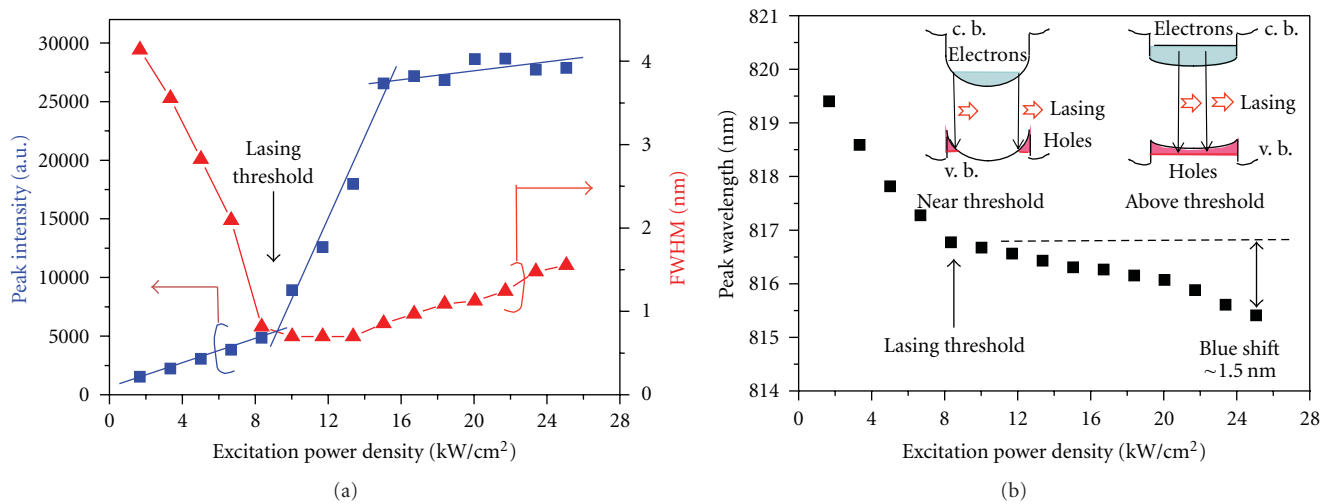 30000
25000
20000
15000
10000
5000
0
Peak intensity (a.u.)
Lasing
threshold
4
3
2
1
0
FWHM (nm)
0 4 8 12 16 20 24 28
Excitation power density (kW/cm²)
(a)
821
820
819
818
817
816
815
814
Peak wavelength (nm)
c. b.
Electrons
Lasing
Holes
v. b.
Near threshold
Electrons
c. b.
Lasing
v. b.
Holes
Above threshold
Lasing threshold
Blue shift
~1.5 nm
0 4 8 12 16 20 24 28
Excitation power density (kW/cm²)
(b)